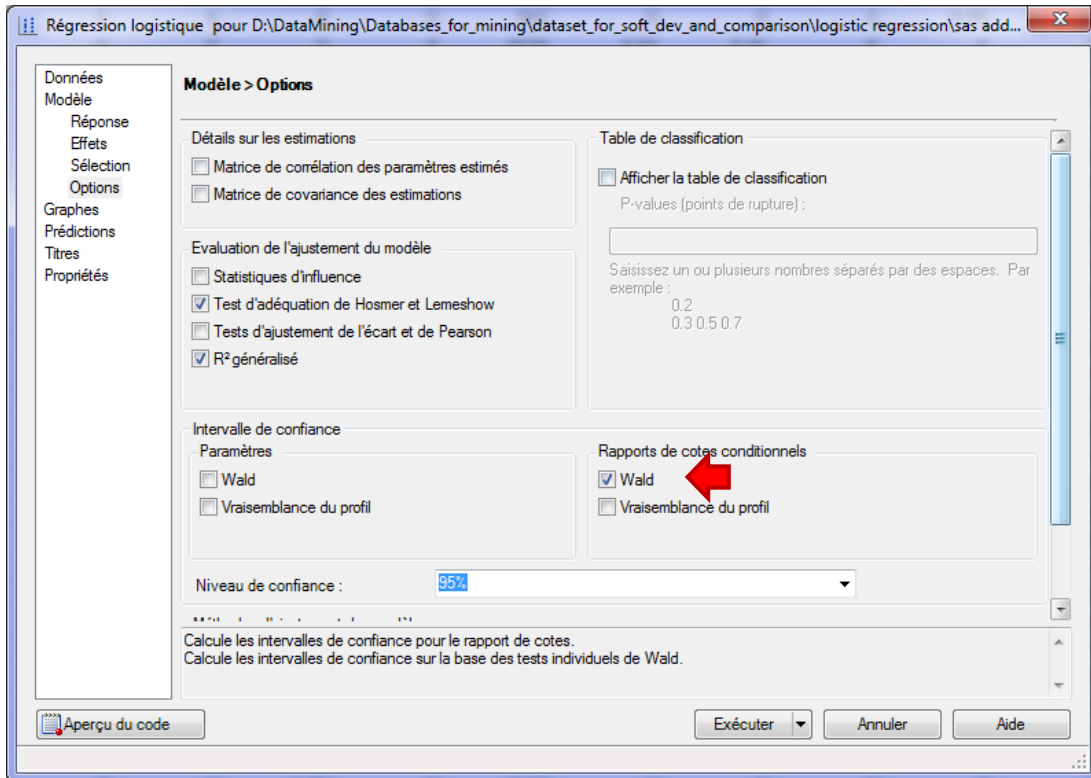 Régression logistique pour D:\DataMining\Databases_for_mining\dataset_for_soft_dev_and_comparison\logistic regression\sas add...
Données
Modèle
Réponse
Effets
Sélection
Options
Graphes
Prédictions
Titres
Propriétés
Modèle > Options
Détails sur les estimations
Matrice de corrélation des paramètres estimés
Matrice de covariance des estimations
Evaluation de l'ajustement du modèle
Statistiques d'influence
Test d'adéquation de Hosmer et Lemeshow
Tests d'ajustement de l'écart et de Pearson
R² généralisé
Table de classification
Afficher la table de classification
P-values (points de rupture) :
Saisissez un ou plusieurs nombres séparés par des espaces. Par
exemple :
0.2
0.3 0.5 0.7
Intervalle de confiance
Paramètres
Wald
Vraisemblance du profil
Rapports de cotes conditionnels
Wald
Vraisemblance du profil
Niveau de confiance :
95%
Calcule les intervalles de confiance pour le rapport de cotes.
Calcule les intervalles de confiance sur la base des tests individuels de Wald.
Aperçu du code
Exécuter
Annuler
Aide